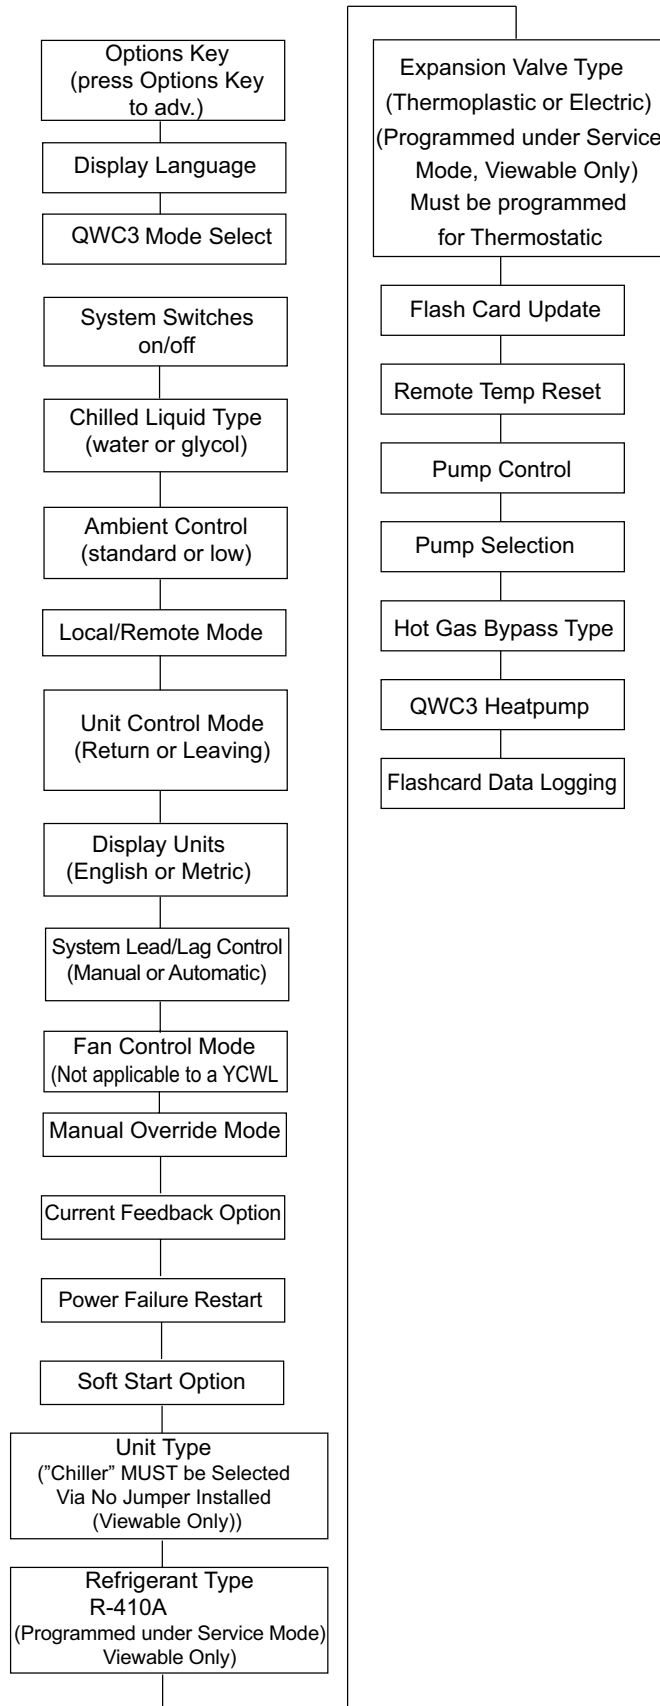 Options Key
(press Options Key
to adv.)
Display Language
QWC3 Mode Select
System Switches
on/off
Chilled Liquid Type
(water or glycol)
Ambient Control
(standard or low)
Local/Remote Mode
Unit Control Mode
(Return or Leaving)
Display Units
(English or Metric)
System Lead/Lag Control
(Manual or Automatic)
Fan Control Mode
(Not applicable to a YCWL
Manual Override Mode
Current Feedback Option
Power Failure Restart
Soft Start Option
Unit Type
("Chiller" MUST be Selected
Via No Jumper Installed
(Viewable Only))
Refrigerant Type
R-410A
(Programmed under Service Mode)
Viewable Only)
Expansion Valve Type
(Thermoplastic or Electric)
(Programmed under Service
Mode, Viewable Only)
Must be programmed
for Thermostatic
Flash Card Update
Remote Temp Reset
Pump Control
Pump Selection
Hot Gas Bypass Type
QWC3 Heatpump
Flashcard Data Logging